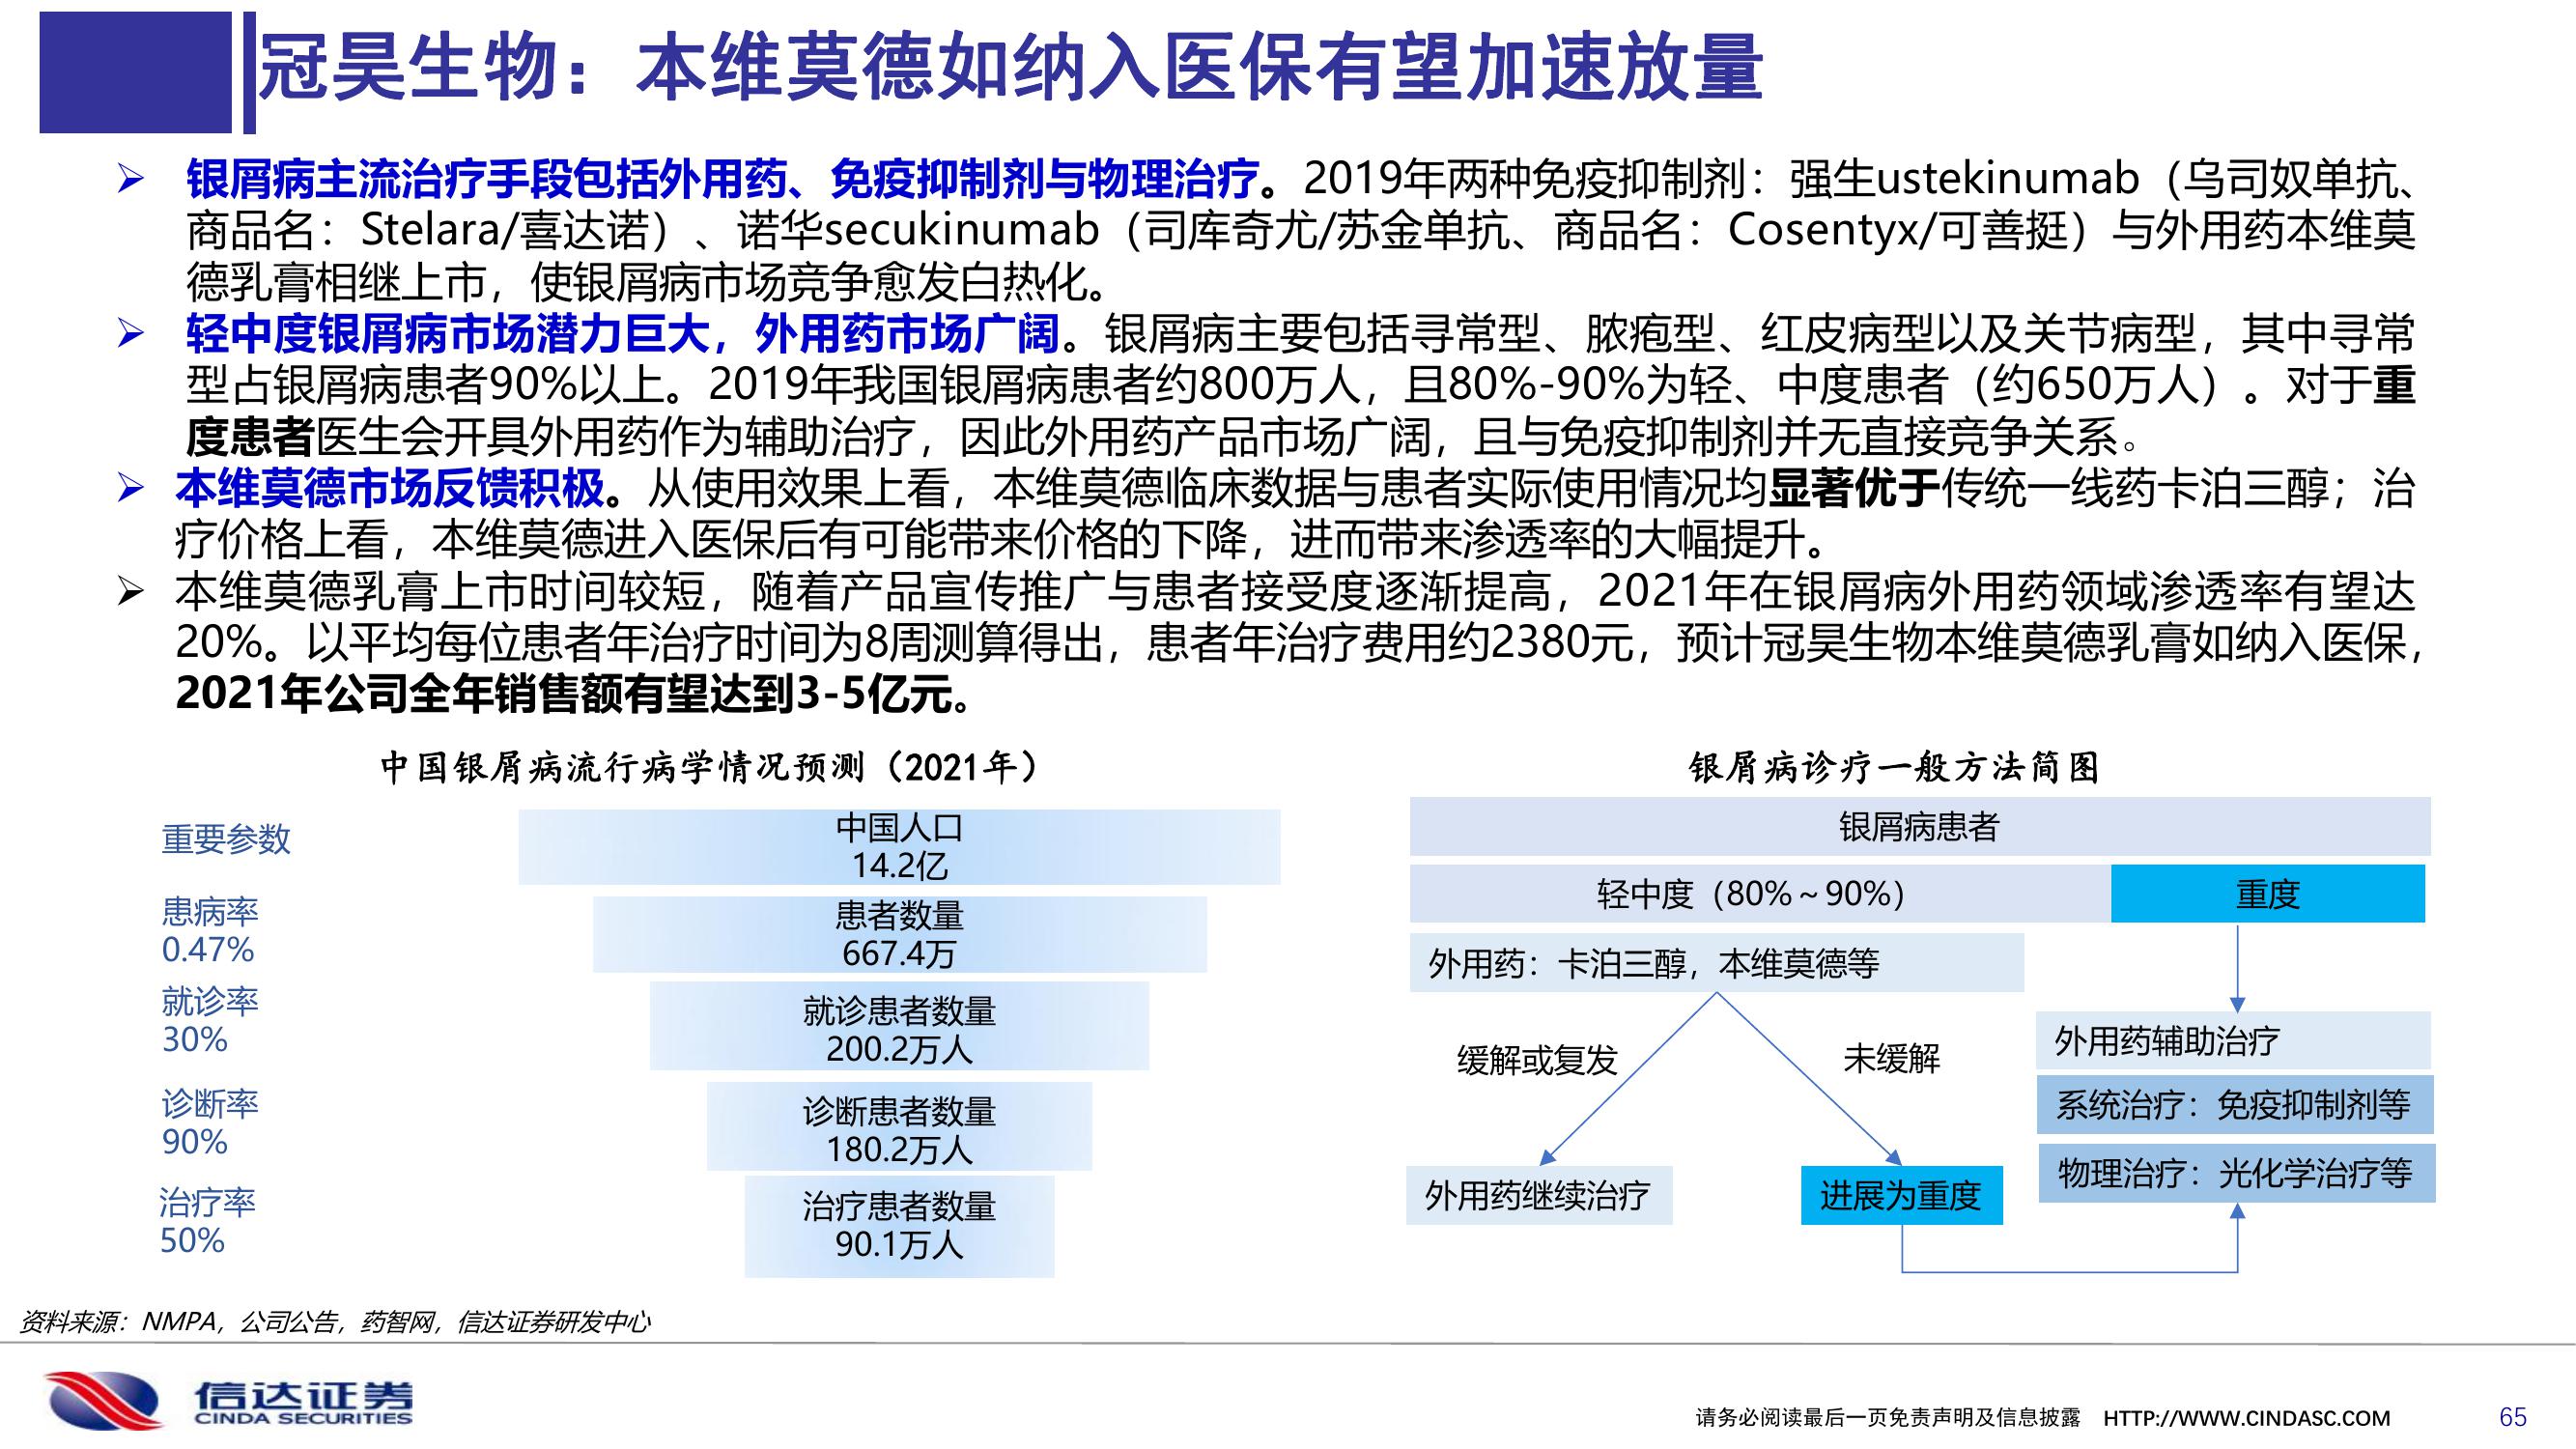 冠昊生物：本维莫德如纳入医保有望加速放量
➢ 银屑病主流治疗手段包括外用药、免疫抑制剂与物理治疗。2019年两种免疫抑制剂：强生ustekinumab（乌司奴单抗、
商品名：Stelara/喜达诺）、诺华secukinumab（司库奇尤/苏金单抗、商品名：Cosentyx/可善挺）与外用药本维莫
德乳膏相继上市，使银屑病市场竞争愈发白热化。
➢ 轻中度银屑病市场潜力巨大，外用药市场广阔。银屑病主要包括寻常型、脓疱型、红皮病型以及关节病型，其中寻常
型占银屑病患者90%以上。2019年我国银屑病患者约800万人，且80%-90%为轻、中度患者（约650万人）。对于重
度患者医生会开具外用药作为辅助治疗，因此外用药产品市场广阔，且与免疫抑制剂并无直接竞争关系。
➢ 本维莫德市场反馈积极。从使用效果上看，本维莫德临床数据与患者实际使用情况均显著优于传统一线药卡泊三醇；治
疗价格上看，本维莫德进入医保后有可能带来价格的下降，进而带来渗透率的大幅提升。
➢ 本维莫德乳膏上市时间较短，随着产品宣传推广与患者接受度逐渐提高，2021年在银屑病外用药领域渗透率有望达
20%。以平均每位患者年治疗时间为8周测算得出，患者年治疗费用约2380元，预计冠昊生物本维莫德乳膏如纳入医保，
2021年公司全年销售额有望达到3-5亿元。
中国银屑病流行病学情况预测（2021年）
重要参数
患病率
0.47%
就诊率
30%
诊断率
90%
治疗率
50%
中国人口
14.2亿
患者数量
667.4万
就诊患者数量
200.2万人
诊断患者数量
180.2万人
治疗患者数量
90.1万人
银屑病诊疗一般方法简图
银屑病患者
轻中度（80%～90%）
重度
外用药：卡泊三醇，本维莫德等
缓解或复发
未缓解
外用药辅助治疗
系统治疗：免疫抑制剂等
物理治疗：光化学治疗等
外用药继续治疗
进展为重度
资料来源：NMPA，公司公告，药智网，信达证券研发中心
信达证券
CINDA SECURITIES
请务必阅读最后一页免责声明及信息披露 HTTP://WWW.CINDASC.COM 65